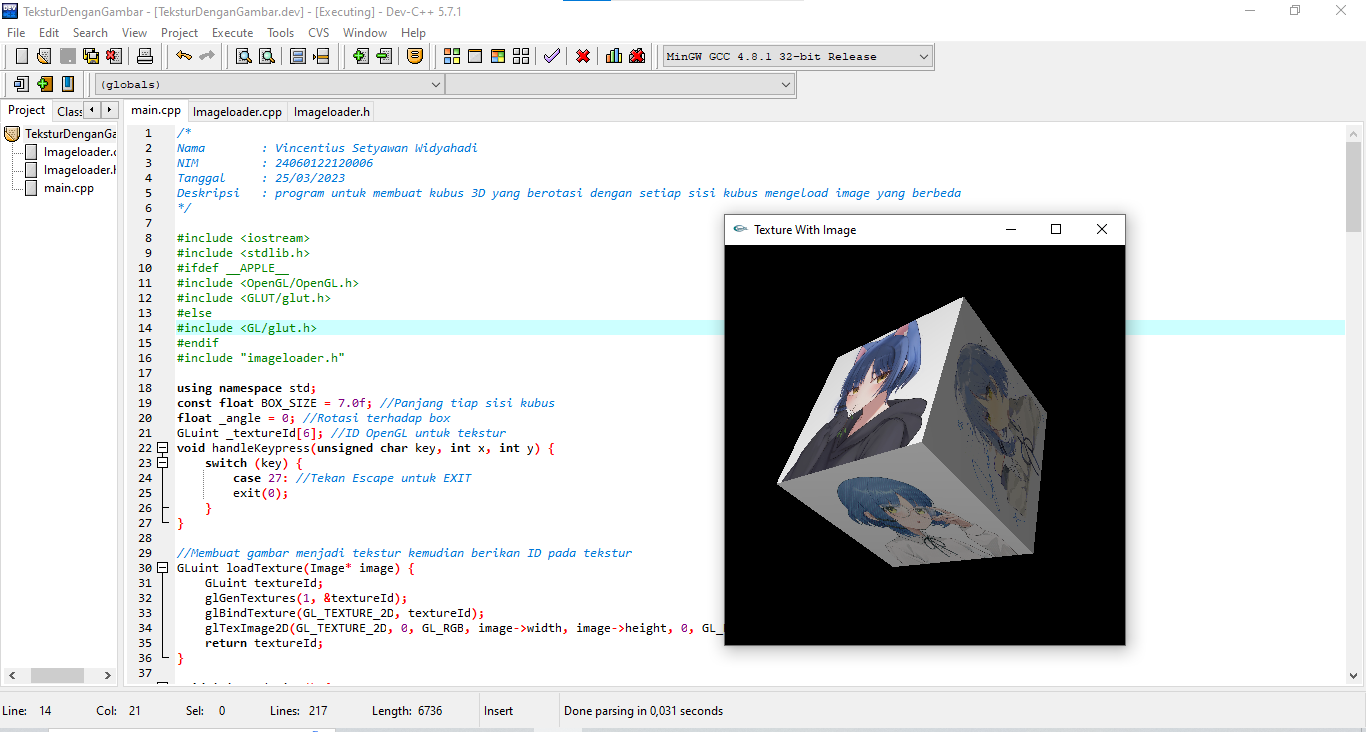 TeksturDenganGambar - [TeksturDenganGambar.dev] - [Executing] - Dev-C++ 5.7.1
File Edit Search View Project Execute Tools CVS Window Help
MinGW GCC 4.8.1 32-bit Release
(globals)
Project Class main.cpp Imageloader.cpp Imageloader.h
TeksturDenganGa
Imageloader.c
Imageloader.h
main.cpp
1 /*
2 Nama : Vincentius Setyawan Widyahadi
3 NIM : 24060122120006
4 Tanggal : 25/03/2023
5 Deskripsi : program untuk membuat kubus 3D yang berotasi dengan setiap sisi kubus mengeload image yang berbeda
6 */
7
8 #include <iostream>
9 #include <stdlib.h>
10 #ifdef __APPLE__
11 #include <OpenGL/OpenGL.h>
12 #include <GLUT/glut.h>
13 #else
14 #include <GL/glut.h>
15 #endif
16 #include "imageloader.h"
17
18 using namespace std;
19 const float BOX_SIZE = 7.0f; //Panjang tiap sisi kubus
20 float _angle = 0; //Rotasi terhadap box
21 GLuint _textureId[6]; //ID OpenGL untuk tekstur
22 void handleKeypress(unsigned char key, int x, int y) {
23 switch (key) {
24 case 27: //Tekan Escape untuk EXIT
25 exit(0);
26 }
27 }
28
29 //Membuat gambar menjadi tekstur kemudian berikan ID pada tekstur
30 GLuint loadTexture(Image* image) {
31 GLuint textureId;
32 glGenTextures(1, &textureId);
33 glBindTexture(GL_TEXTURE_2D, textureId);
34 glTexImage2D(GL_TEXTURE_2D, 0, GL_RGB, image->width, image->height, 0, GL_
35 return textureId;
36 }
37
Texture With Image
Line: 14 Col: 21 Sel: 0 Lines: 217 Length: 6736 Insert Done parsing in 0,031 seconds